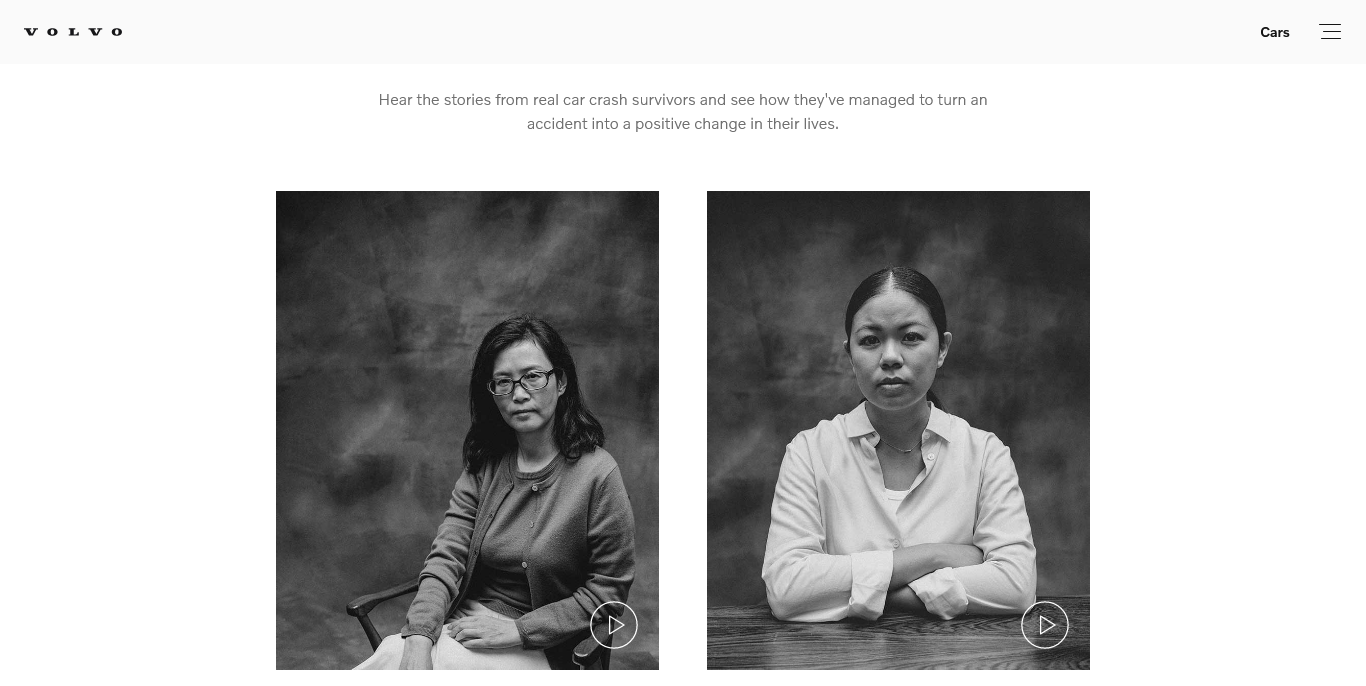 VOLVO
Cars
Hear the stories from real car crash survivors and see how they've managed to turn an
accident into a positive change in their lives.